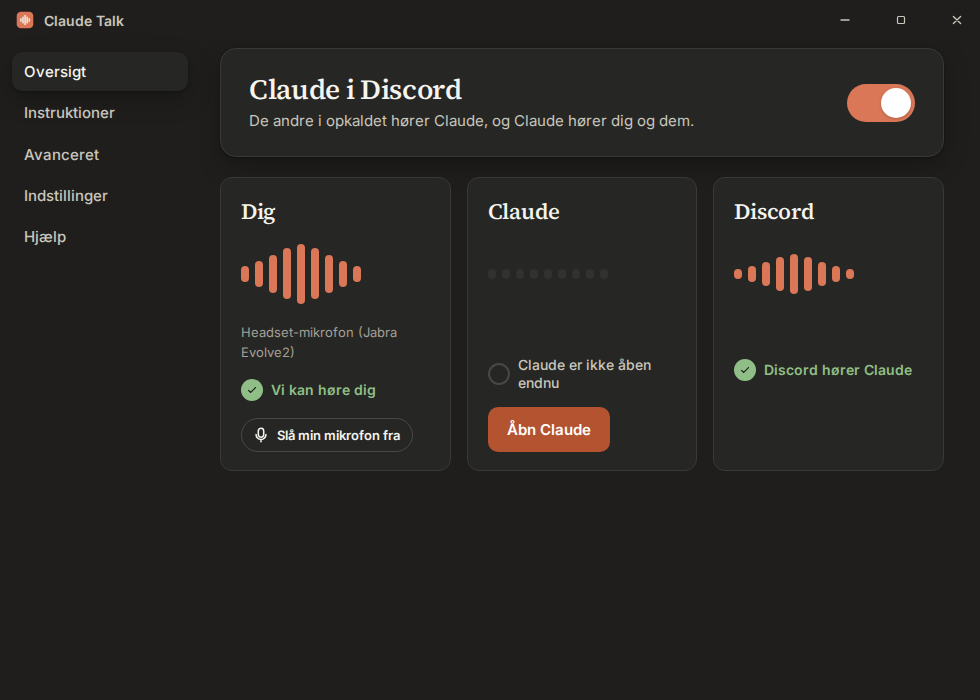 Claude Talk
Oversigt
Instruktioner
Avanceret
Indstillinger
Hjælp
Claude i Discord
De andre i opkaldet hører Claude, og Claude hører dig og dem.
Dig
Headset-mikrofon (Jabra
Evolve2)
Vi kan høre dig
Slå min mikrofon fra
Claude
Claude er ikke åben
endnu
Åbn Claude
Discord
Discord hører Claude